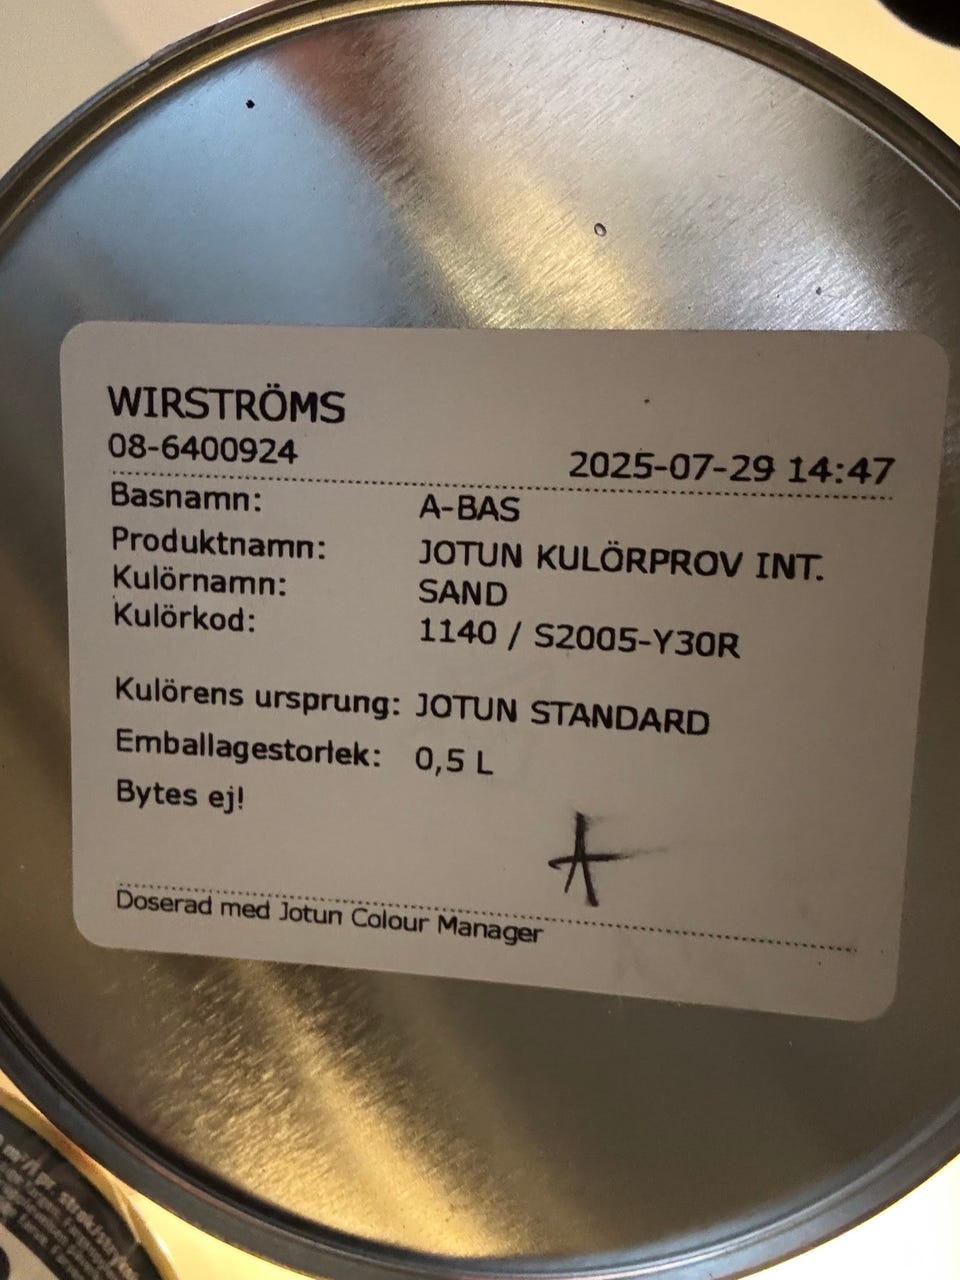 WIRSTRÖMS
08-6400924 2025-07-29 14:47
Basnamn: A-BAS
Produktnamn: JOTUN KULÖRPROV INT.
Kulörnamn: SAND
Kulörkod: 1140 / S2005-Y30R
Kulörens ursprung: JOTUN STANDARD
Emballagestorlek: 0,5 L
Bytes ej!
A
Doserad med Jotun Colour Manager